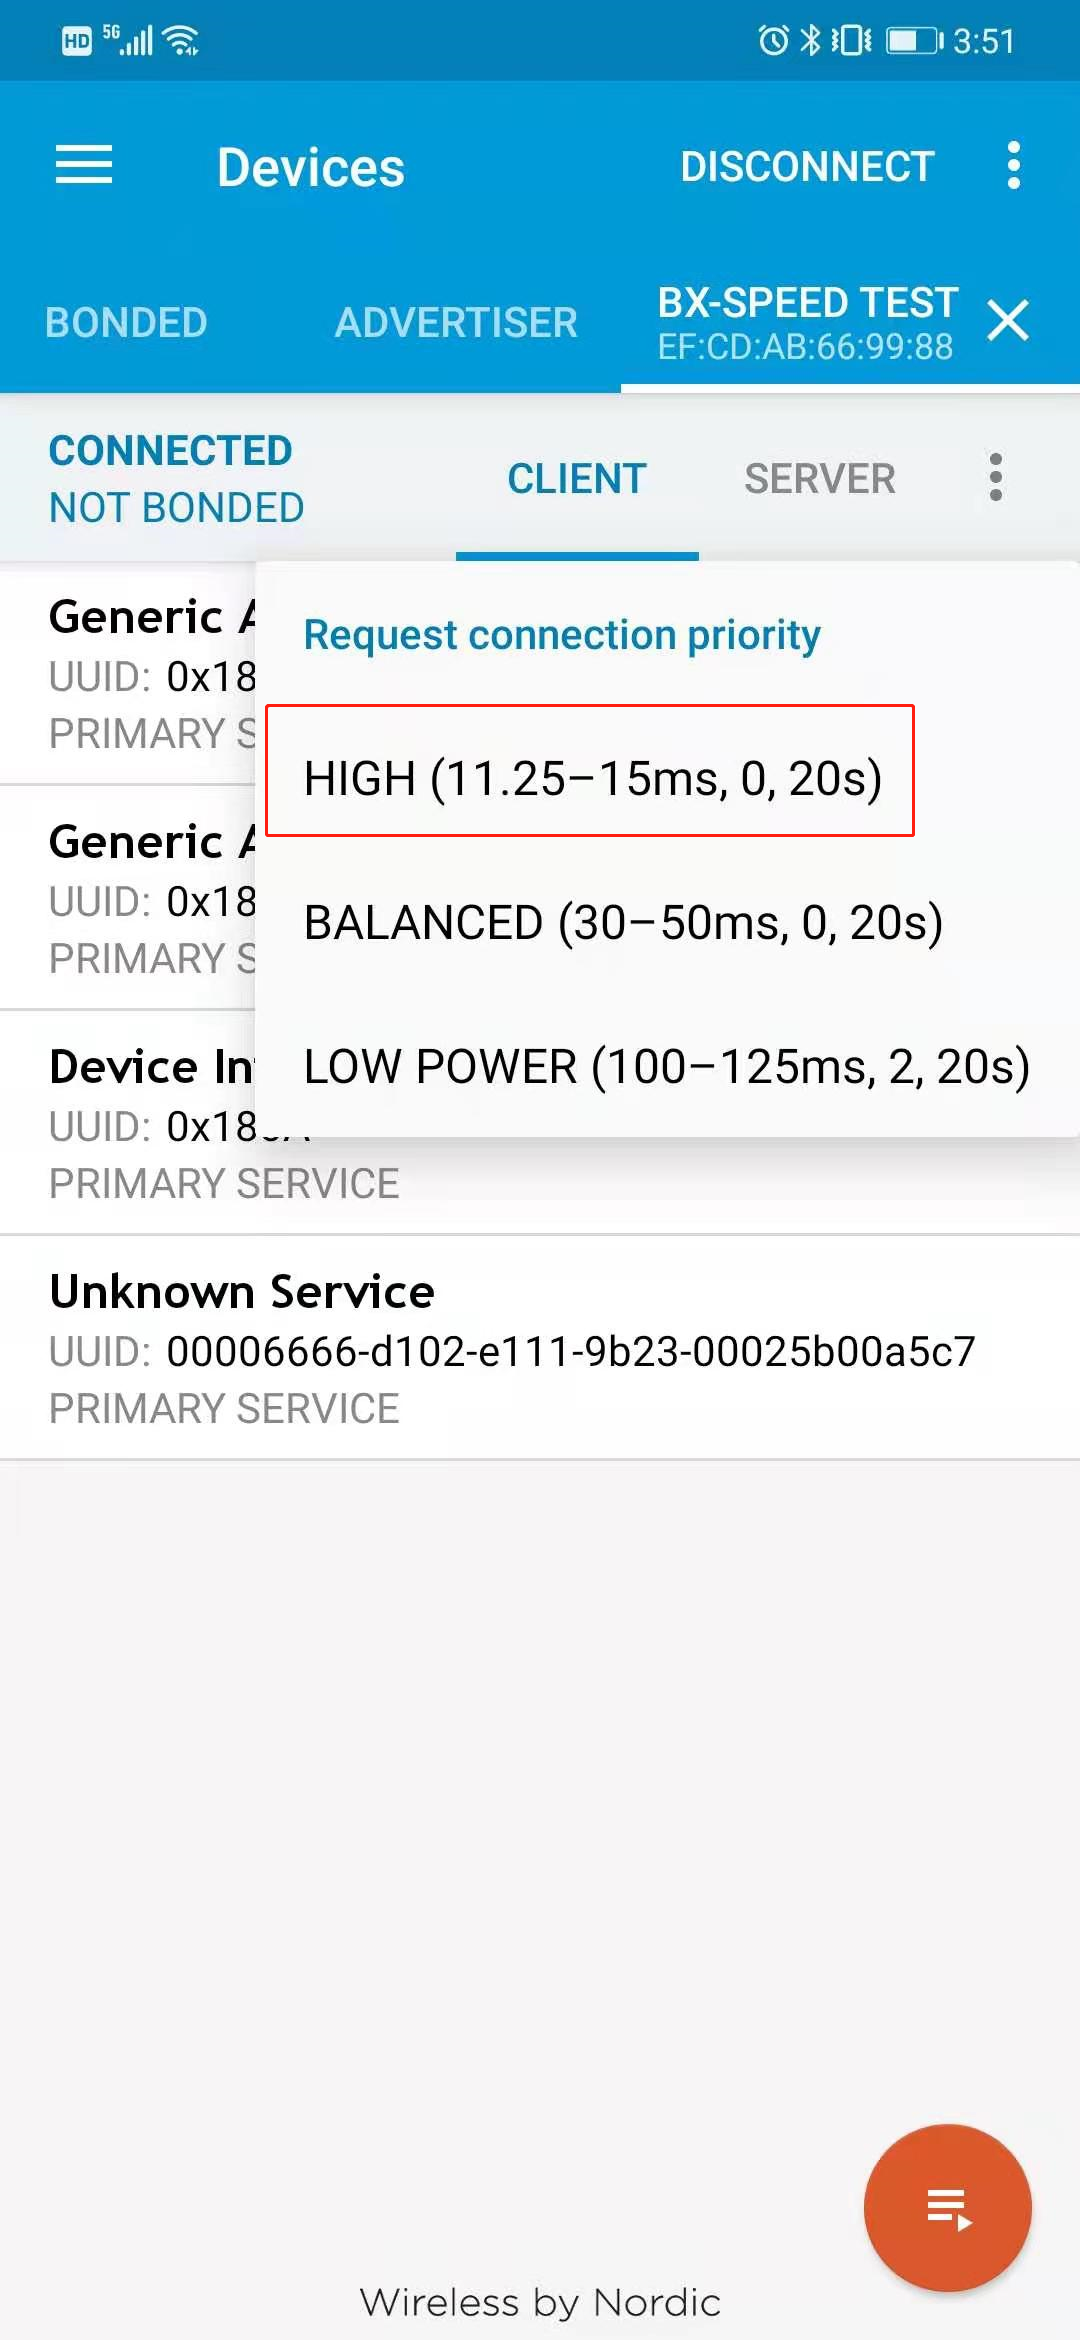 HD 5G 3:51
Devices DISCONNECT
BONDED ADVERTISER BX-SPEED TEST
EF:CD:AB:66:99:88
CONNECTED
NOT BONDED
CLIENT SERVER
Request connection priority
HIGH (11.25–15ms, 0, 20s)
BALANCED (30–50ms, 0, 20s)
LOW POWER (100–125ms, 2, 20s)
Generic A
UUID: 0x18
PRIMARY S
Generic A
UUID: 0x18
PRIMARY S
Device In
UUID: 0x18
PRIMARY SERVICE
Unknown Service
UUID: 00006666-d102-e111-9b23-00025b00a5c7
PRIMARY SERVICE
Wireless by Nordic